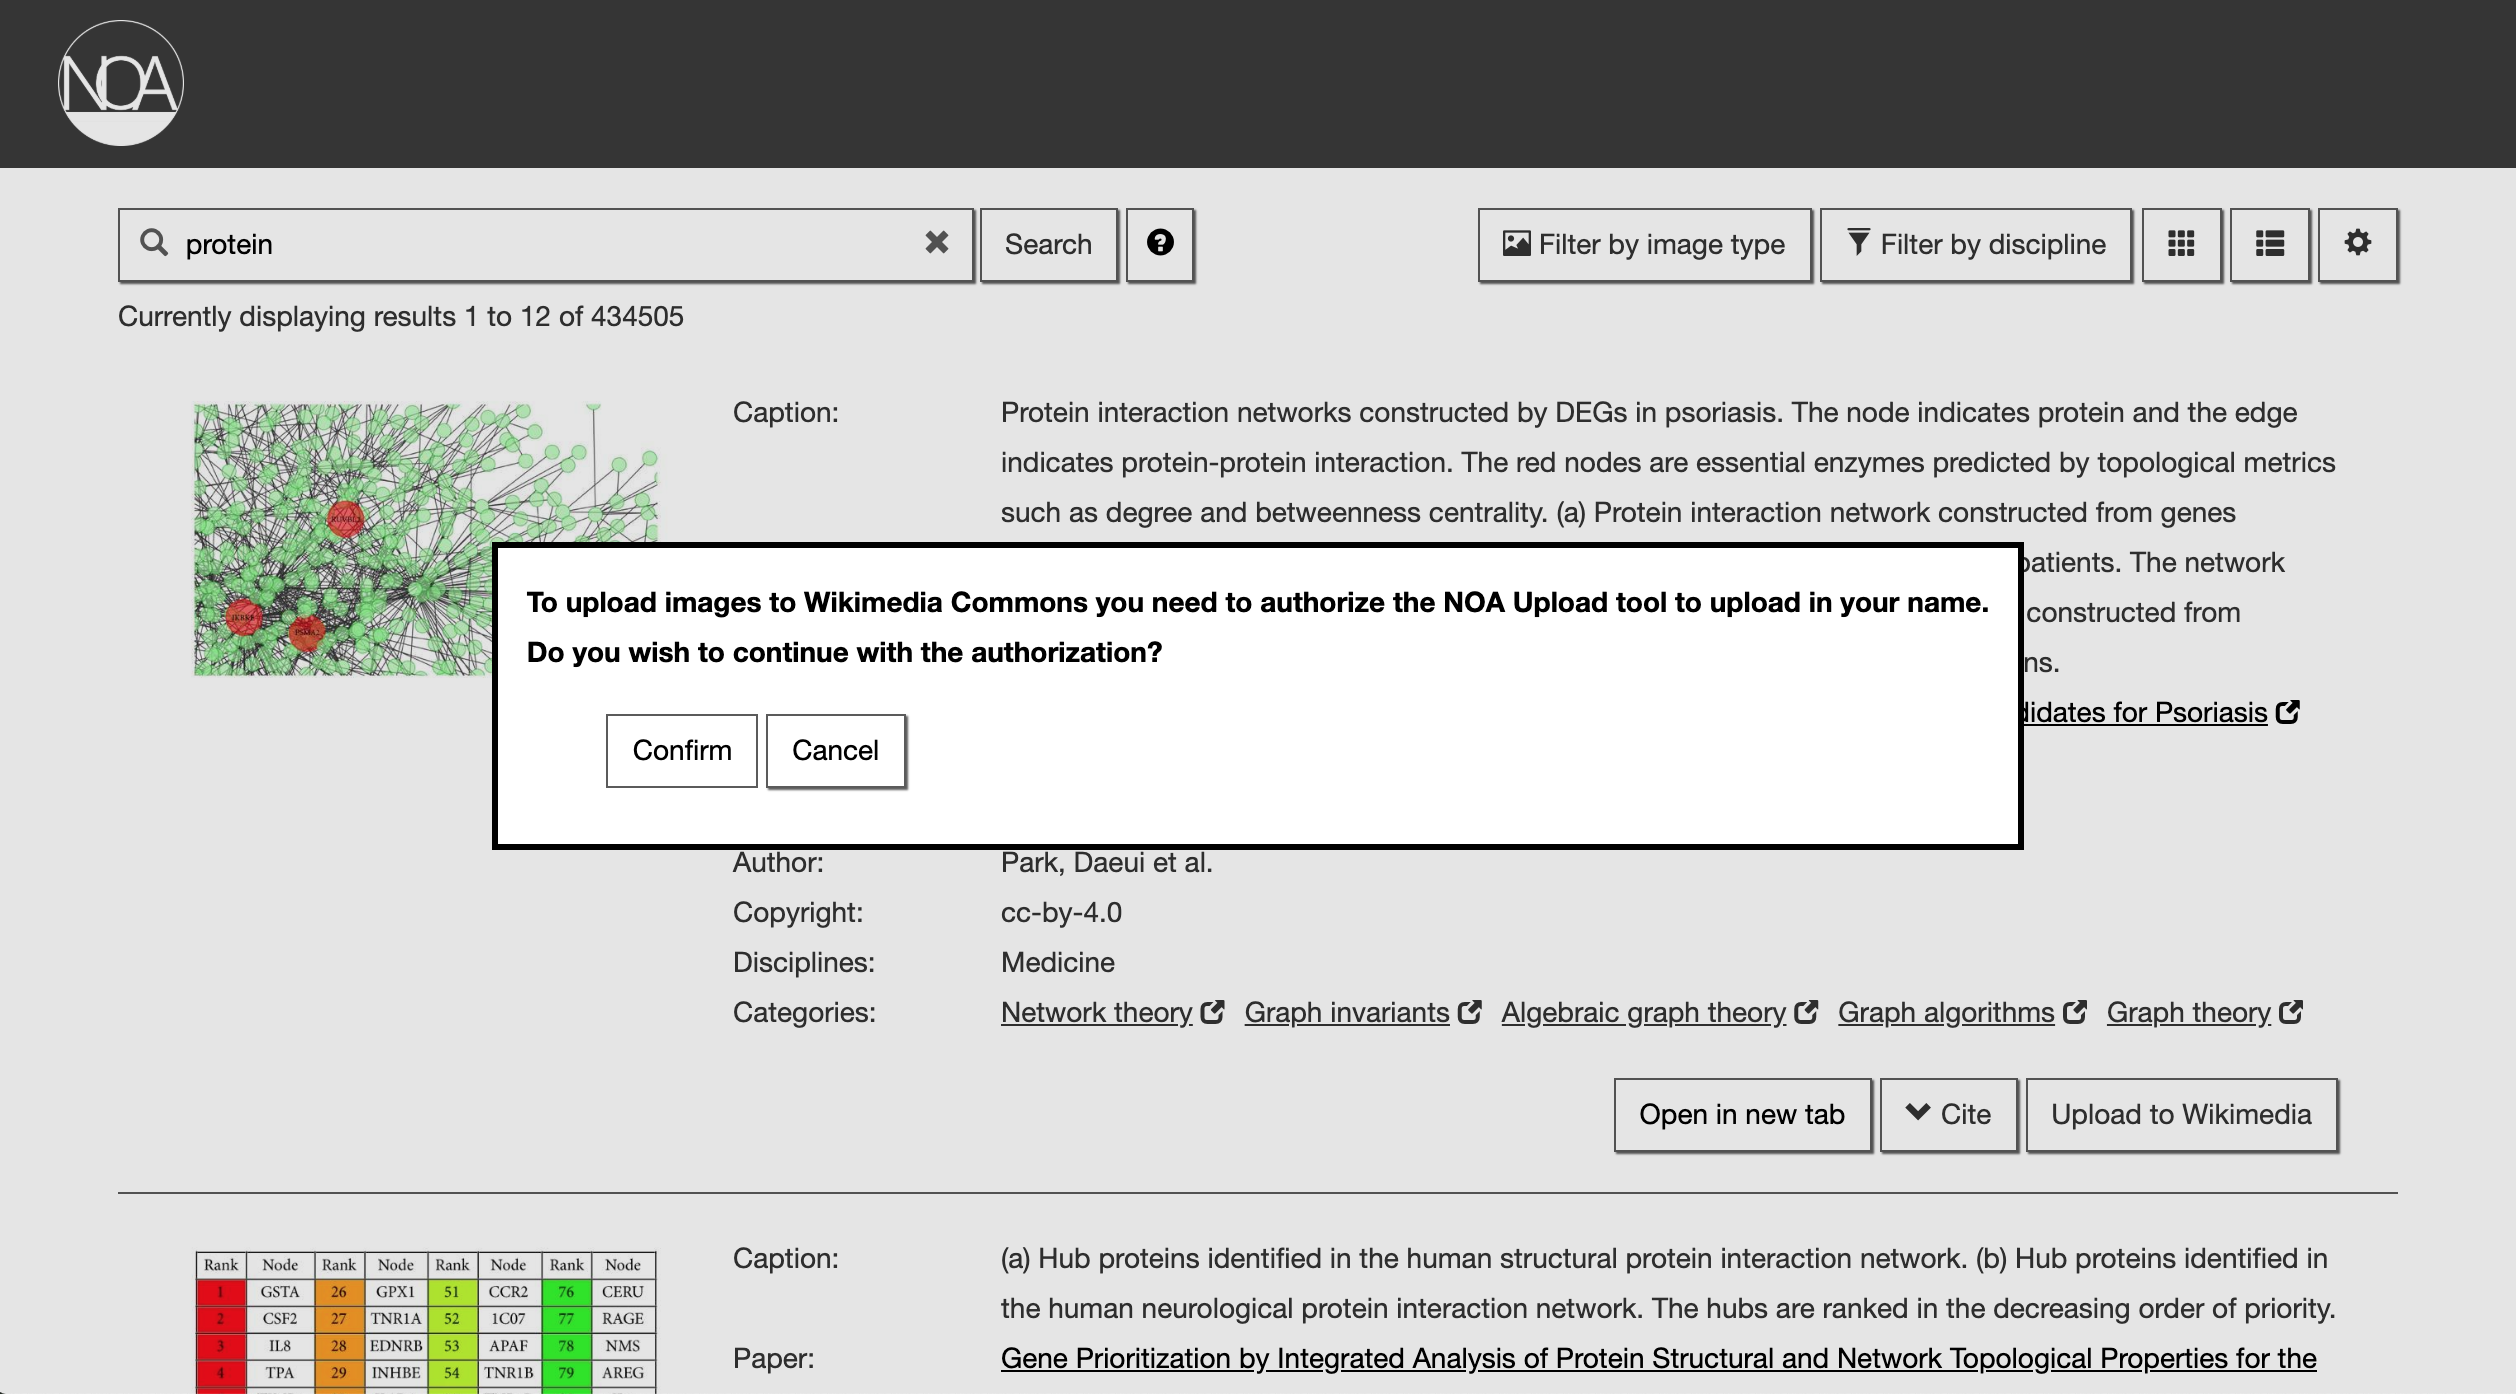 NOA
protein
Search
Filter by image type
Filter by discipline
Currently displaying results 1 to 12 of 434505
Caption:
Protein interaction networks constructed by DEGs in psoriasis. The node indicates protein and the edge
indicates protein-protein interaction. The red nodes are essential enzymes predicted by topological metrics
such as degree and betweenness centrality. (a) Protein interaction network constructed from genes
patients. The network
constructed from
ns.
didates for Psoriasis
To upload images to Wikimedia Commons you need to authorize the NOA Upload tool to upload in your name.
Do you wish to continue with the authorization?
Confirm
Cancel
Author:
Park, Daeui et al.
Copyright:
cc-by-4.0
Disciplines:
Medicine
Categories:
Network theory Graph invariants Algebraic graph theory Graph algorithms Graph theory
Open in new tab
Cite
Upload to Wikimedia
Rank Node Rank Node Rank Node Rank Node
1 GSTA 26 GPX1 51 CCR2 76 CERU
2 CSF2 27 TNR1A 52 1C07 77 RAGE
3 IL8 28 EDNRB 53 APAF 78 NMS
4 TPA 29 INHBE 54 TNR1B 79 AREG
Caption:
(a) Hub proteins identified in the human structural protein interaction network. (b) Hub proteins identified in
the human neurological protein interaction network. The hubs are ranked in the decreasing order of priority.
Paper:
Gene Prioritization by Integrated Analysis of Protein Structural and Network Topological Properties for the